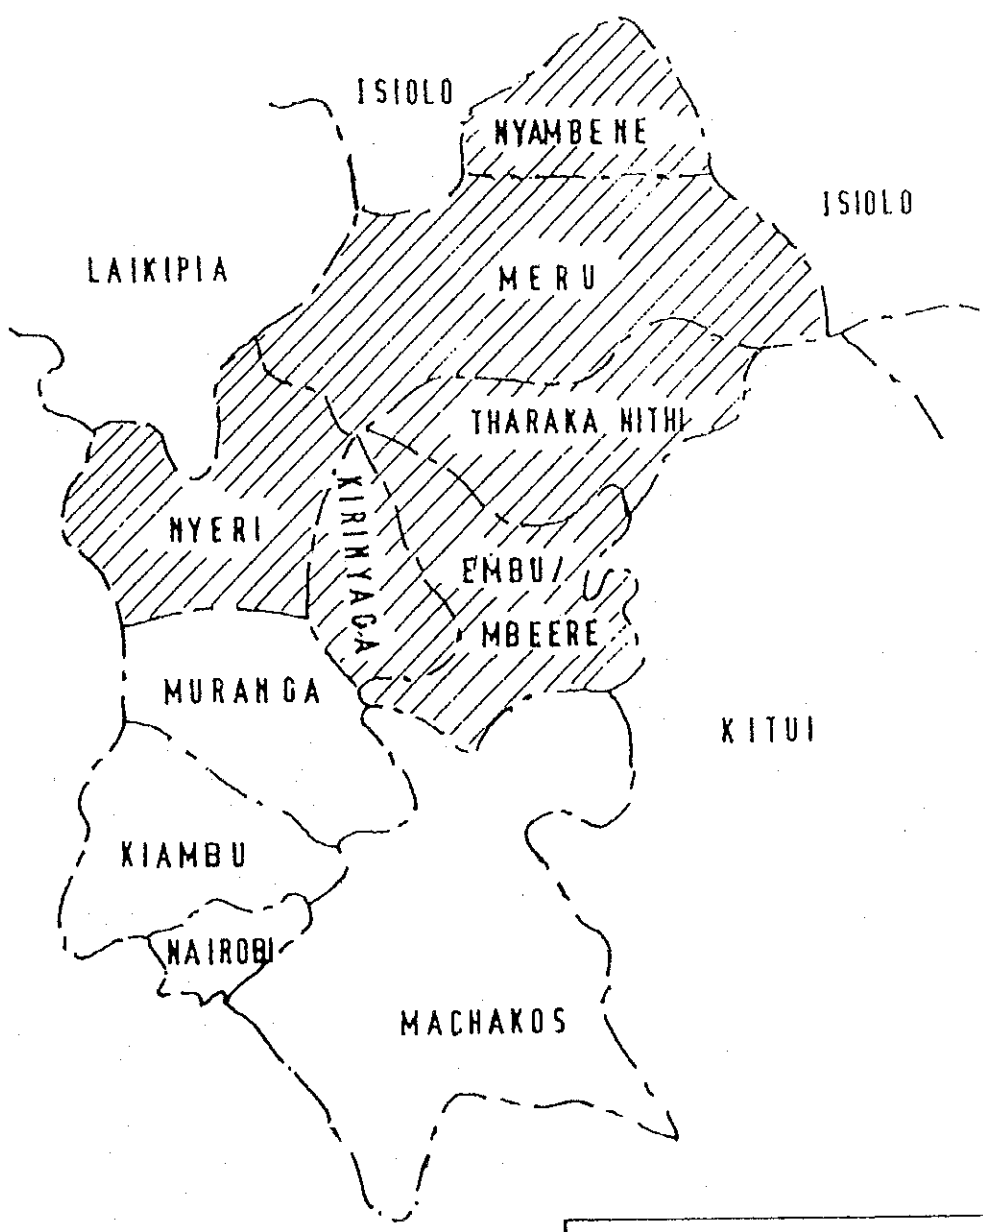 ISIOLO
NYAMBENE
ISIOLO
LAIKIPIA
MERU
THARAKA NITHI
NYERI
KIRINYAGA
EMBU/
MBEERE
MURANGA
KITUI
KIAMBU
NAIROBI
MACHAKOS